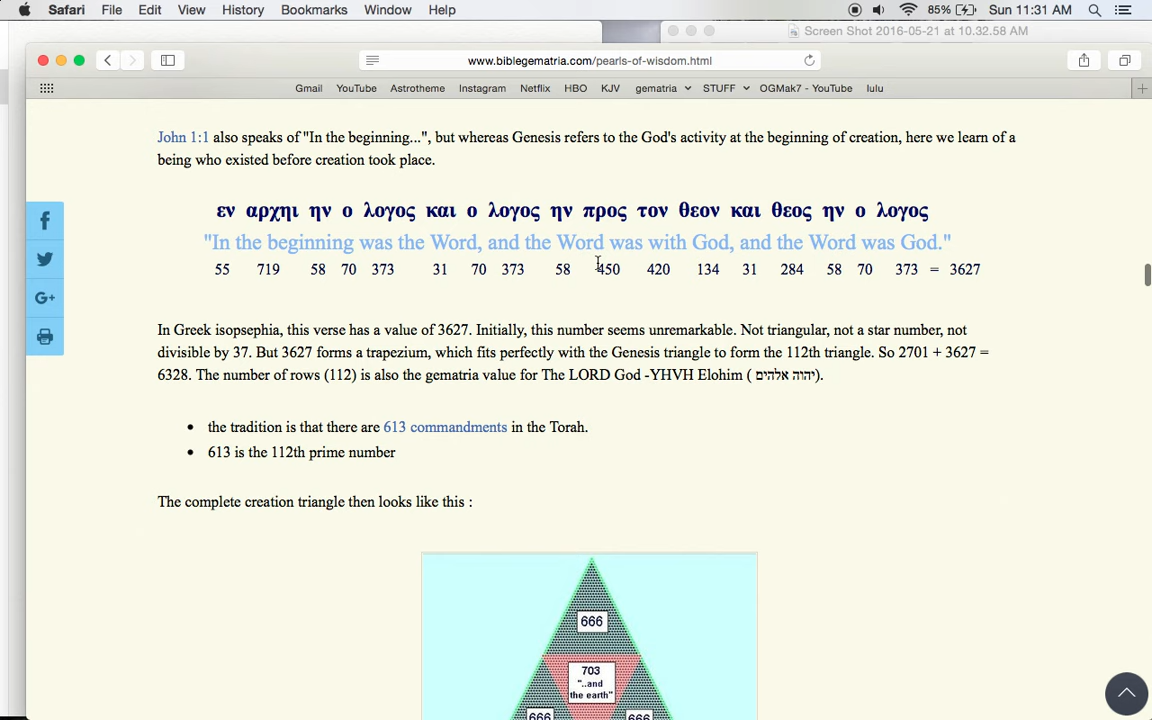 Safari File Edit View History Bookmarks Window Help 85% Sun 11:31 AM
Screen Shot 2016-05-21 at 10.32.58 AM
www.biblegematria.com/pearls-of-wisdom.html
Gmail YouTube Astrotheme Instagram Netflix HBO KJV gematria STUFF OGMak7 - YouTube lulu
John 1:1 also speaks of "In the beginning...", but whereas Genesis refers to the God's activity at the beginning of creation, here we learn of a
being who existed before creation took place.
εν αρχηι ην ο λογος και ο λογος ην προς τον θεον και θεος ην ο λογος
"In the beginning was the Word, and the Word was with God, and the Word was God."
55 719 58 70 373 31 70 373 58 450 420 134 31 284 58 70 373 = 3627
In Greek isopsephia, this verse has a value of 3627. Initially, this number seems unremarkable. Not triangular, not a star number, not
divisible by 37. But 3627 forms a trapezium, which fits perfectly with the Genesis triangle to form the 112th triangle. So 2701 + 3627 =
6328. The number of rows (112) is also the gematria value for The LORD God -YHVH Elohim ( יהוה אלהים).
• the tradition is that there are 613 commandments in the Torah.
• 613 is the 112th prime number
The complete creation triangle then looks like this :
666
703
"..and
the earth"
666 666